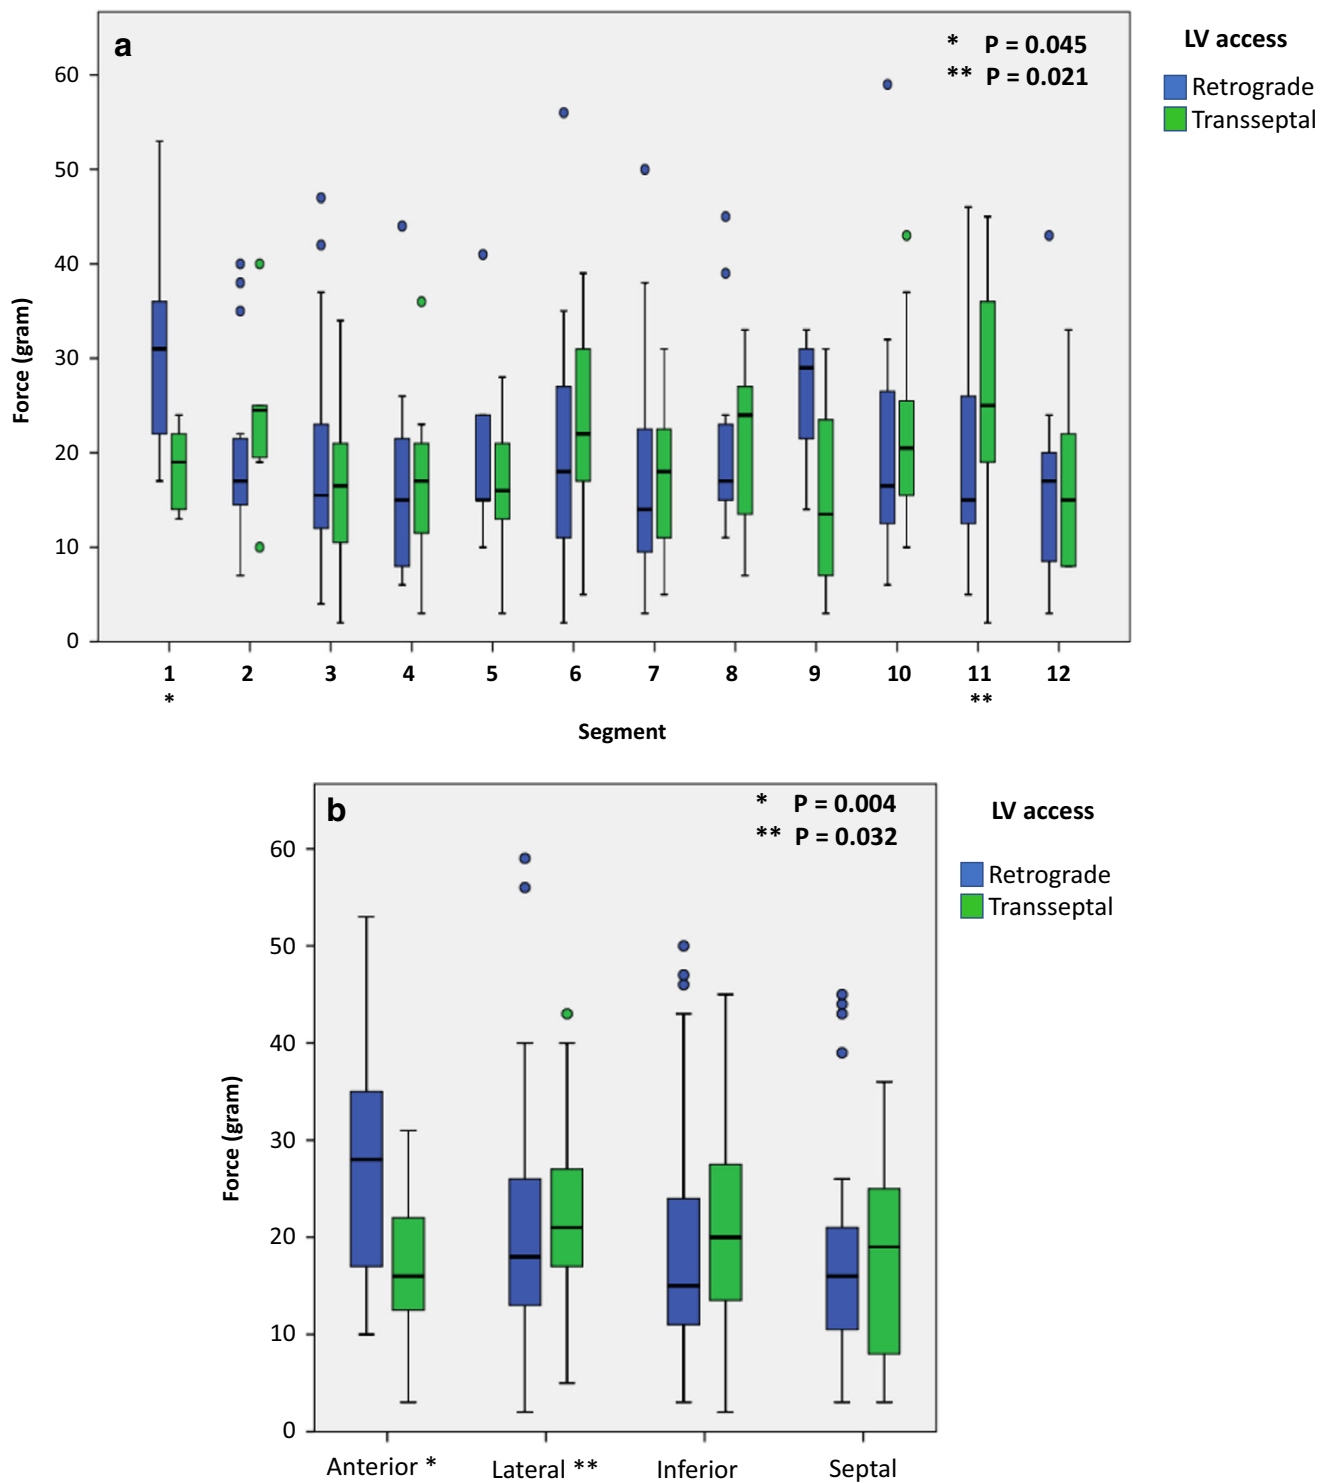 a
* P = 0.045
** P = 0.021
LV access
Retrograde
Transseptal
60
50
40
30
20
10
0
Force (gram)
1 2 3 4 5 6 7 8 9 10 11 12
* **
Segment
b
* P = 0.004
** P = 0.032
LV access
Retrograde
Transseptal
60
50
40
30
20
10
0
Force (gram)
Anterior * Lateral ** Inferior Septal